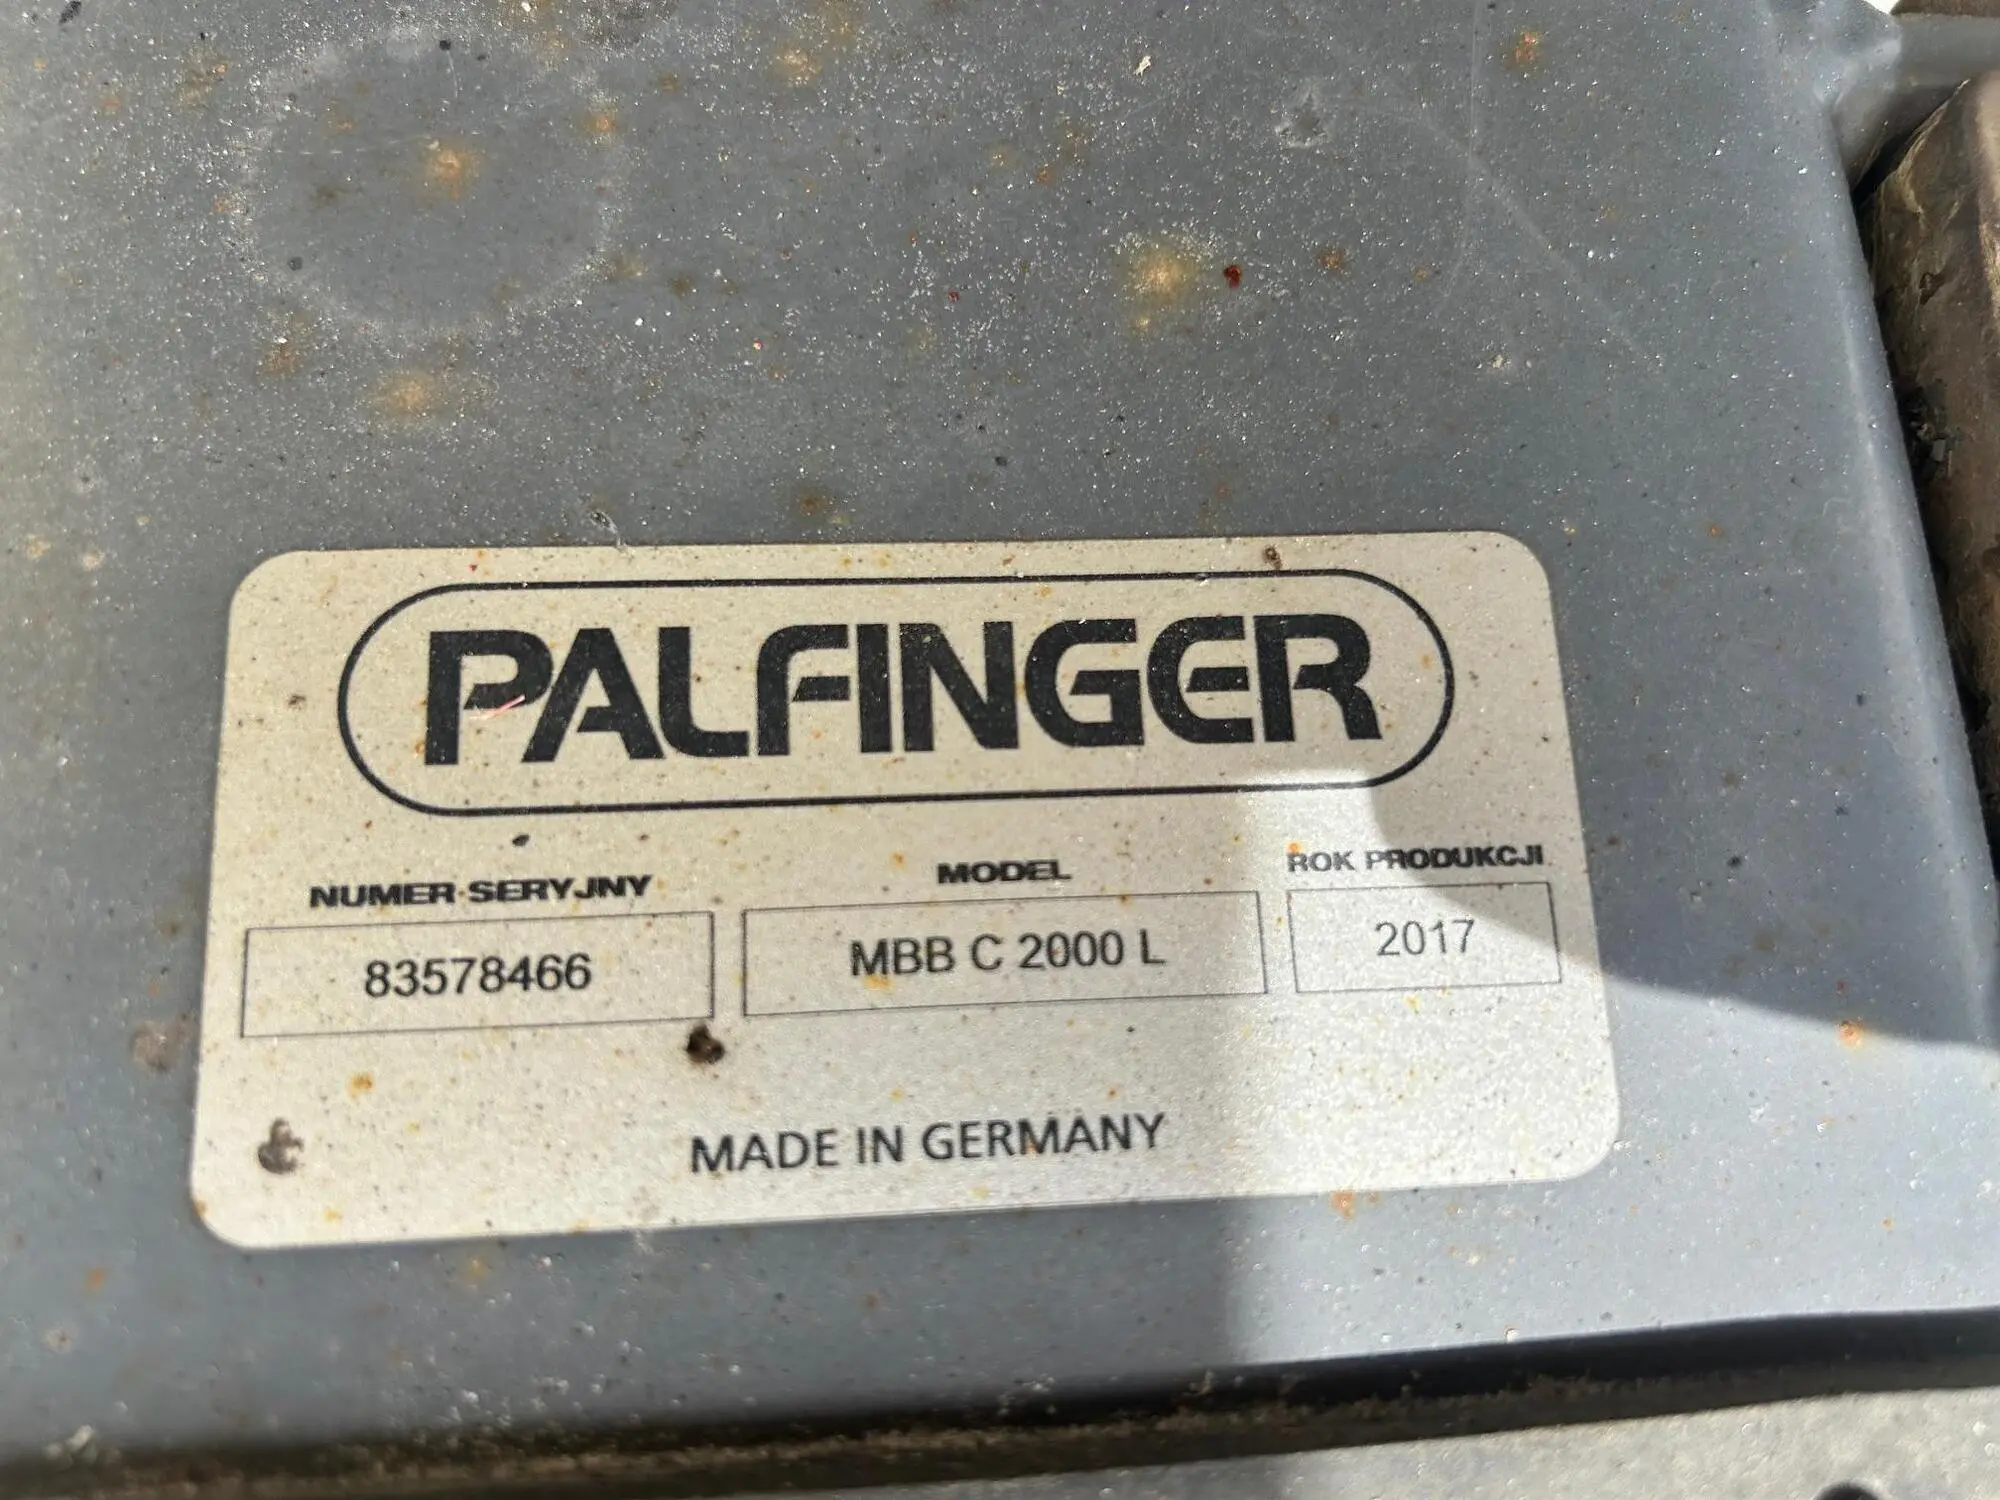 PALFINGER
NUMER SERYJNY MODEL ROK PRODUKCJI
83578466 MBB C 2000 L 2017
MADE IN GERMANY